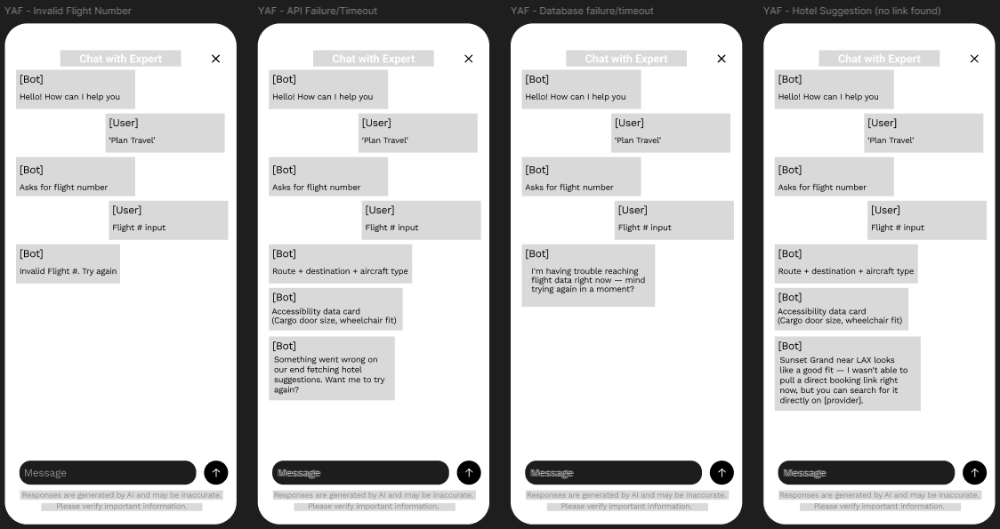 YAF - Invalid Flight Number
Chat with Expert
[Bot]
Hello! How can I help you
[User]
‘Plan Travel’
[Bot]
Asks for flight number
[User]
Flight # input
[Bot]
Invalid Flight #. Try again
Message
Responses are generated by AI and may be inaccurate.
Please verify important information.
YAF - API Failure/Timeout
Chat with Expert
[Bot]
Hello! How can I help you
[User]
‘Plan Travel’
[Bot]
Asks for flight number
[User]
Flight # input
[Bot]
Route + destination + aircraft type
[Bot]
Accessibility data card
(Cargo door size, wheelchair fit)
[Bot]
Something went wrong on
our end fetching hotel
suggestions. Want me to try
again?
Message
Responses are generated by AI and may be inaccurate.
Please verify important information.
YAF - Database failure/timeout
Chat with Expert
[Bot]
Hello! How can I help you
[User]
‘Plan Travel’
[Bot]
Asks for flight number
[User]
Flight # input
[Bot]
I'm having trouble reaching
flight data right now — mind
trying again in a moment?
Message
Responses are generated by AI and may be inaccurate.
Please verify important information.
YAF - Hotel Suggestion (no link found)
Chat with Expert
[Bot]
Hello! How can I help you
[User]
‘Plan Travel’
[Bot]
Asks for flight number
[User]
Flight # input
[Bot]
Route + destination + aircraft type
[Bot]
Accessibility data card
(Cargo door size, wheelchair fit)
[Bot]
Sunset Grand near LAX looks
like a good fit — I wasn't able to
pull a direct booking link right
now, but you can search for it
directly on [provider].
Message
Responses are generated by AI and may be inaccurate.
Please verify important information.